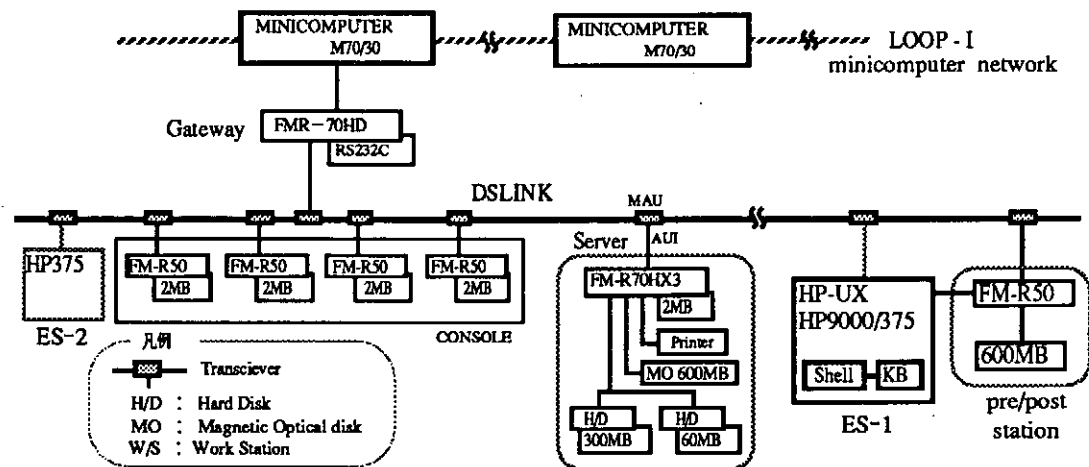 MINICOMPUTER
M70/30
MINICOMPUTER
M70/30
LOOP-I
minicomputer network
Gateway
FMR-70HD
RS232C
DSLINK
MAU
AUI
HP375
ES-2
FM-R50
2MB
FM-R50
2MB
FM-R50
2MB
FM-R50
2MB
CONSOLE
Server
FM-R70HX3
2MB
Printer
MO 600MB
H/D
300MB
H/D
60MB
HP-UX
HP9000/375
Shell
KB
ES-1
FM-R50
600MB
pre/post
station
凡例
Transciever
H/D : Hard Disk
MO : Magnetic Optical disk
W/S : Work Station